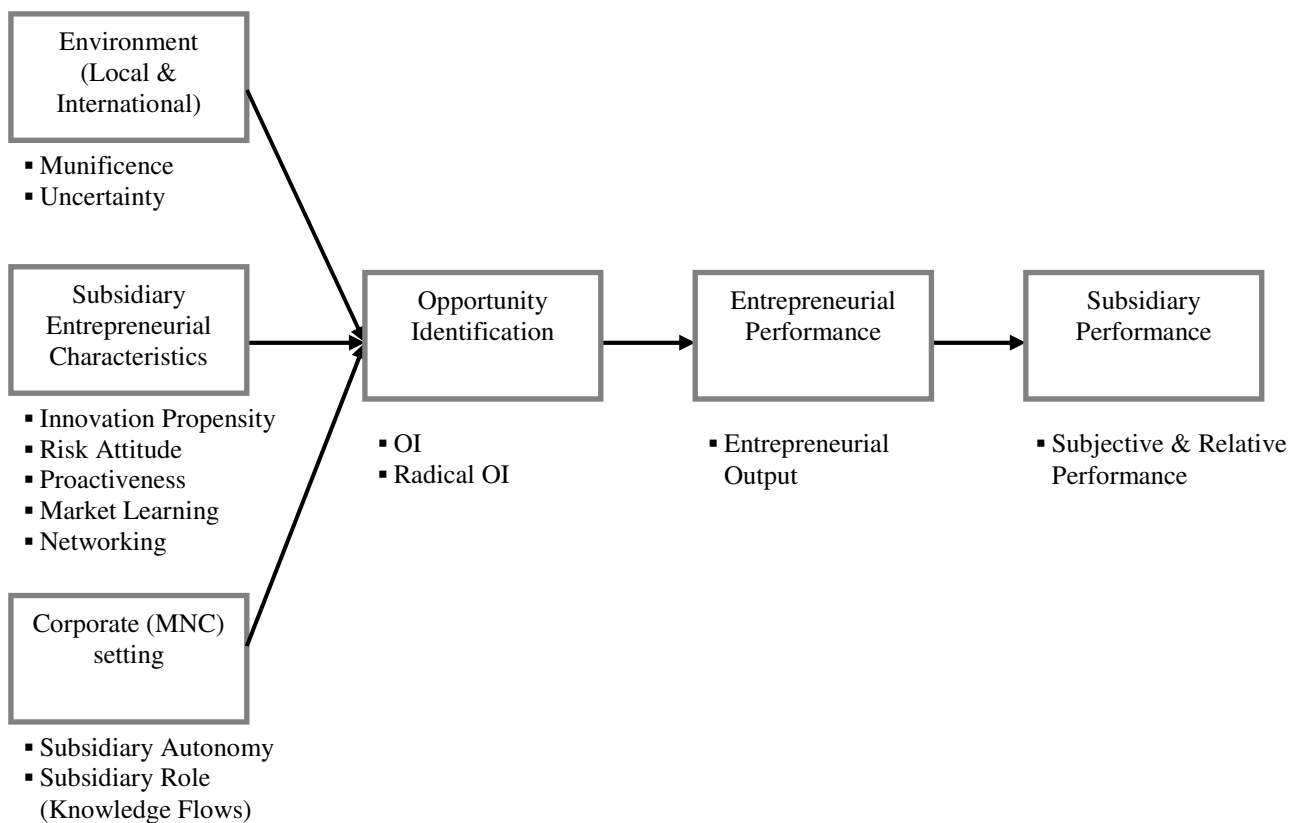 Environment
(Local &
International)
▪ Munificence
▪ Uncertainty
Subsidiary
Entrepreneurial
Characteristics
▪ Innovation Propensity
▪ Risk Attitude
▪ Proactiveness
▪ Market Learning
▪ Networking
Corporate (MNC)
setting
▪ Subsidiary Autonomy
▪ Subsidiary Role
(Knowledge Flows)
Opportunity
Identification
▪ OI
▪ Radical OI
Entrepreneurial
Performance
▪ Entrepreneurial
Output
Subsidiary
Performance
▪ Subjective & Relative
Performance